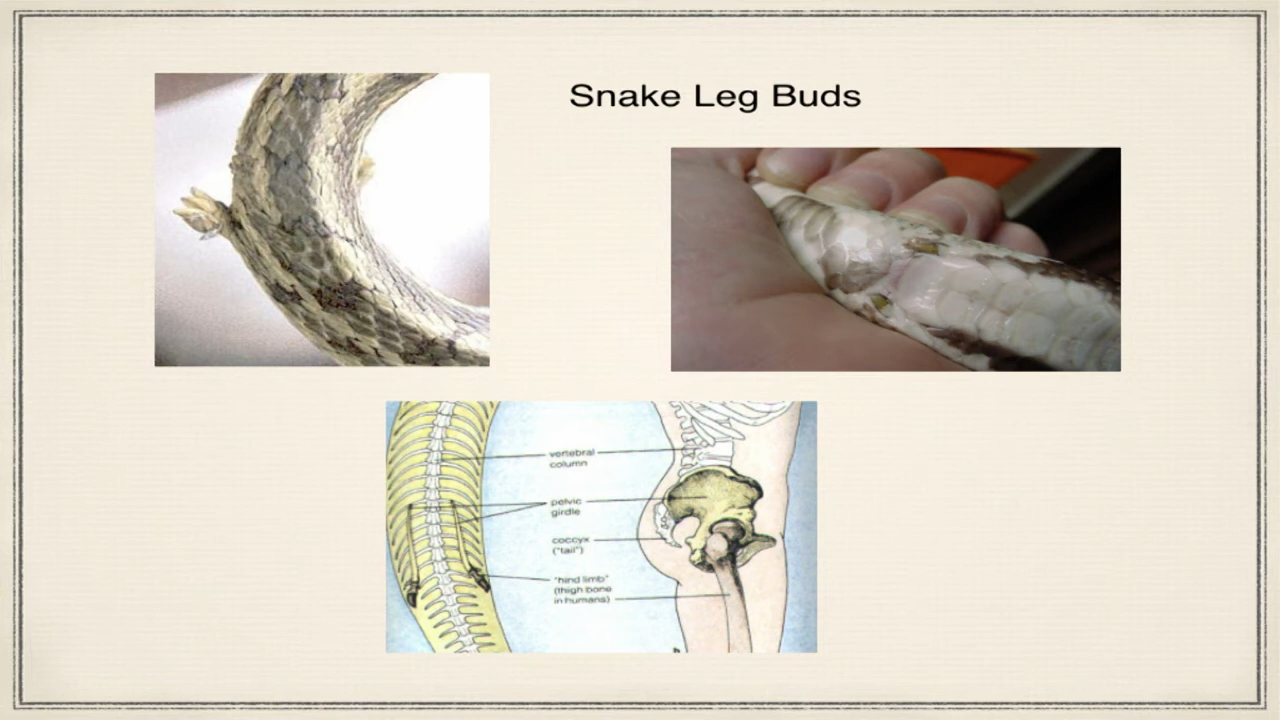 Snake Leg Buds
vertebral
column
pelvic
girdle
coccyx
("tail")
"hind limb"
(thigh bone
in humans)